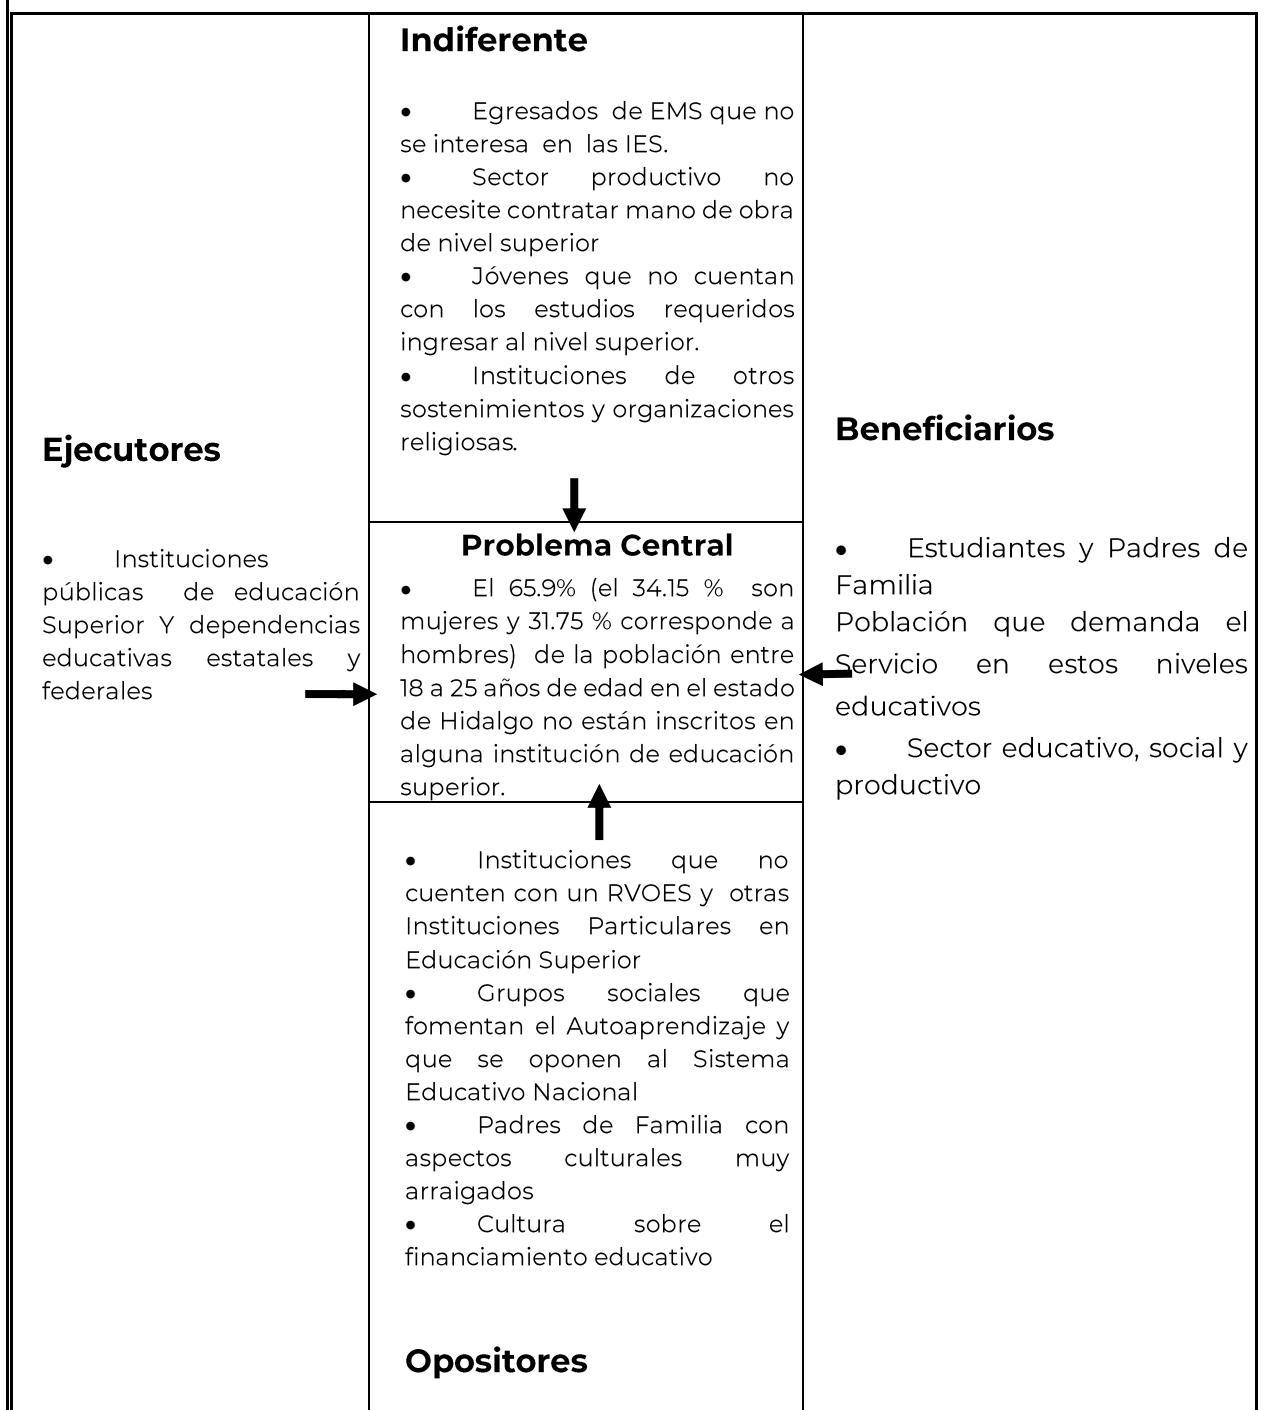 Indiferente
• Egresados de EMS que no
se interesa en las IES.
• Sector productivo no
necesite contratar mano de obra
de nivel superior
• Jóvenes que no cuentan
con los estudios requeridos
ingresar al nivel superior.
• Instituciones de otros
sostenimientos y organizaciones
religiosas.
Ejecutores
• Instituciones
públicas de educación
Superior Y dependencias
educativas estatales y
federales
Problema Central
• El 65.9% (el 34.15 % son
mujeres y 31.75 % corresponde a
hombres) de la población entre
18 a 25 años de edad en el estado
de Hidalgo no están inscritos en
alguna institución de educación
superior.
Beneficiarios
• Estudiantes y Padres de
Familia
Población que demanda el
Servicio en estos niveles
educativos
• Sector educativo, social y
productivo
• Instituciones que no
cuenten con un RVOES y otras
Instituciones Particulares en
Educación Superior
• Grupos sociales que
fomentan el Autoaprendizaje y
que se oponen al Sistema
Educativo Nacional
• Padres de Familia con
aspectos culturales muy
arraigados
• Cultura sobre el
financiamiento educativo
Opositores